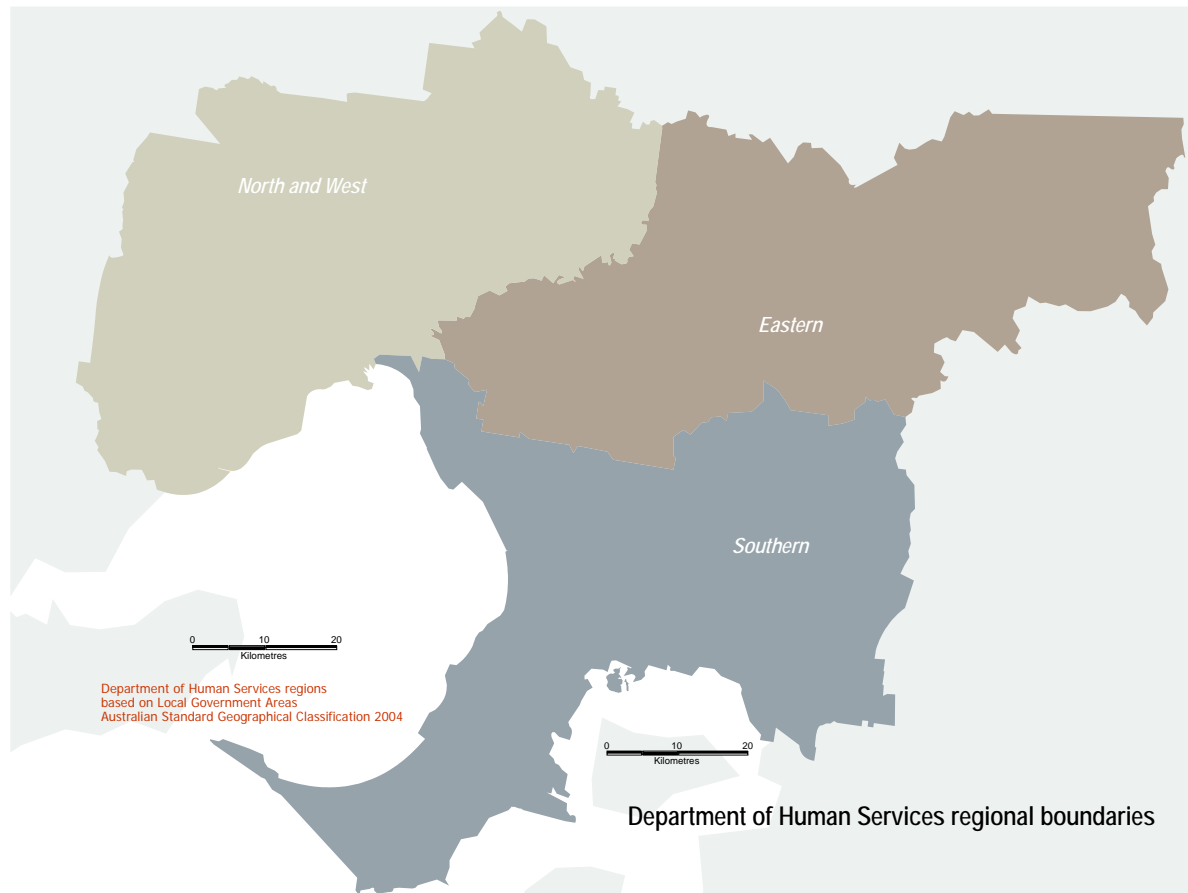 North and West
Eastern
Southern
0 10 20
Kilometres
Department of Human Services regions
based on Local Government Areas
Australian Standard Geographical Classification 2004
0 10 20
Kilometres
Department of Human Services regional boundaries